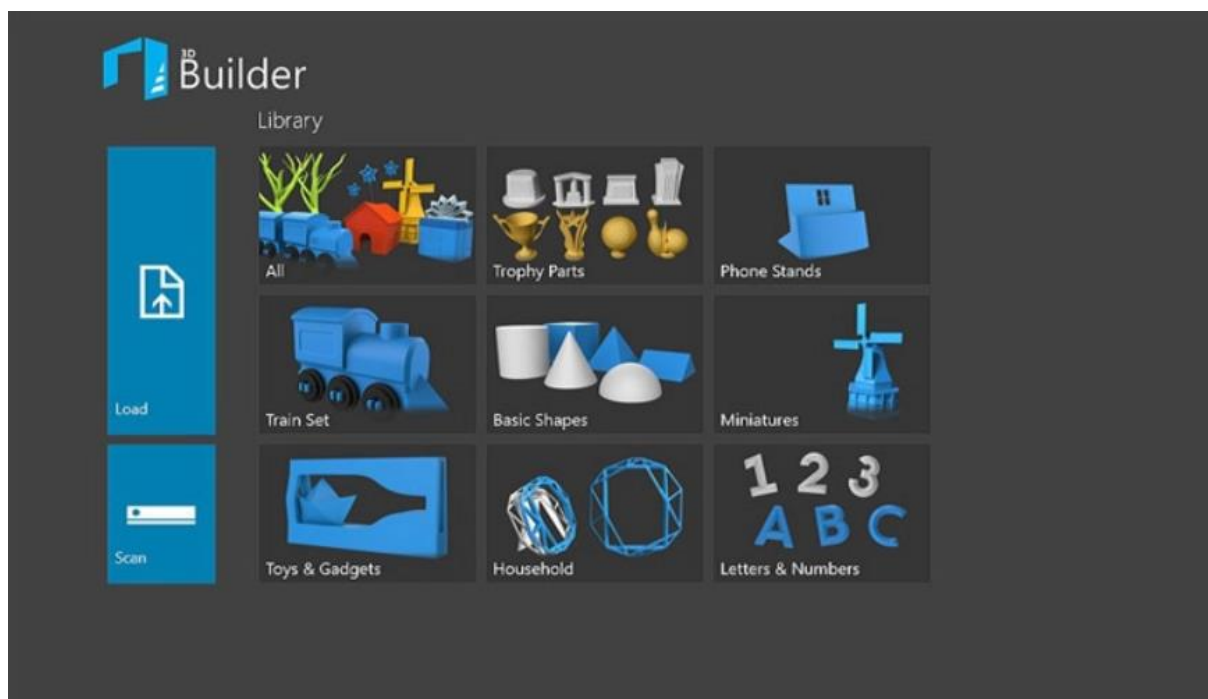 3D
Builder
Library
Load
Scan
All
Trophy Parts
Phone Stands
Train Set
Basic Shapes
Miniatures
Toys & Gadgets
Household
1 2 3
A B C
Letters & Numbers